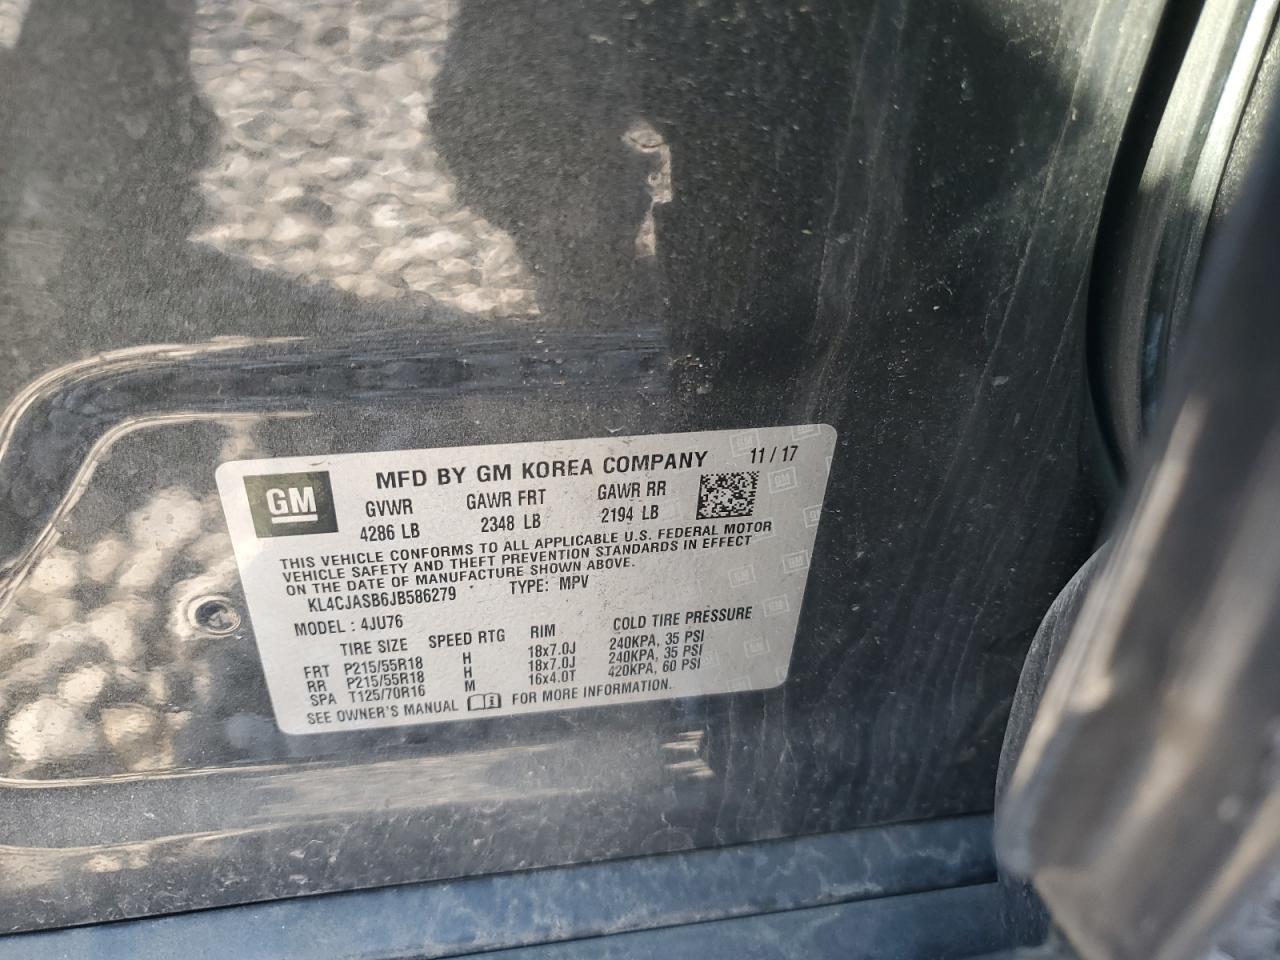 GM
MFD BY GM KOREA COMPANY 11/17
GVWR GAWR FRT GAWR RR
4286 LB 2348 LB 2194 LB
THIS VEHICLE CONFORMS TO ALL APPLICABLE U.S. FEDERAL MOTOR
VEHICLE SAFETY AND THEFT PREVENTION STANDARDS IN EFFECT
ON THE DATE OF MANUFACTURE SHOWN ABOVE.
KL4CJASB6JB586279 TYPE: MPV
MODEL: 4JU76
TIRE SIZE SPEED RTG RIM COLD TIRE PRESSURE
FRT P215/55R18 H 18x7.0J 240KPA, 35 PSI
RR P215/55R18 H 18x7.0J 240KPA, 35 PSI
SPA T125/70R16 M 16x4.0T 420KPA, 60 PSI
SEE OWNER'S MANUAL i FOR MORE INFORMATION.